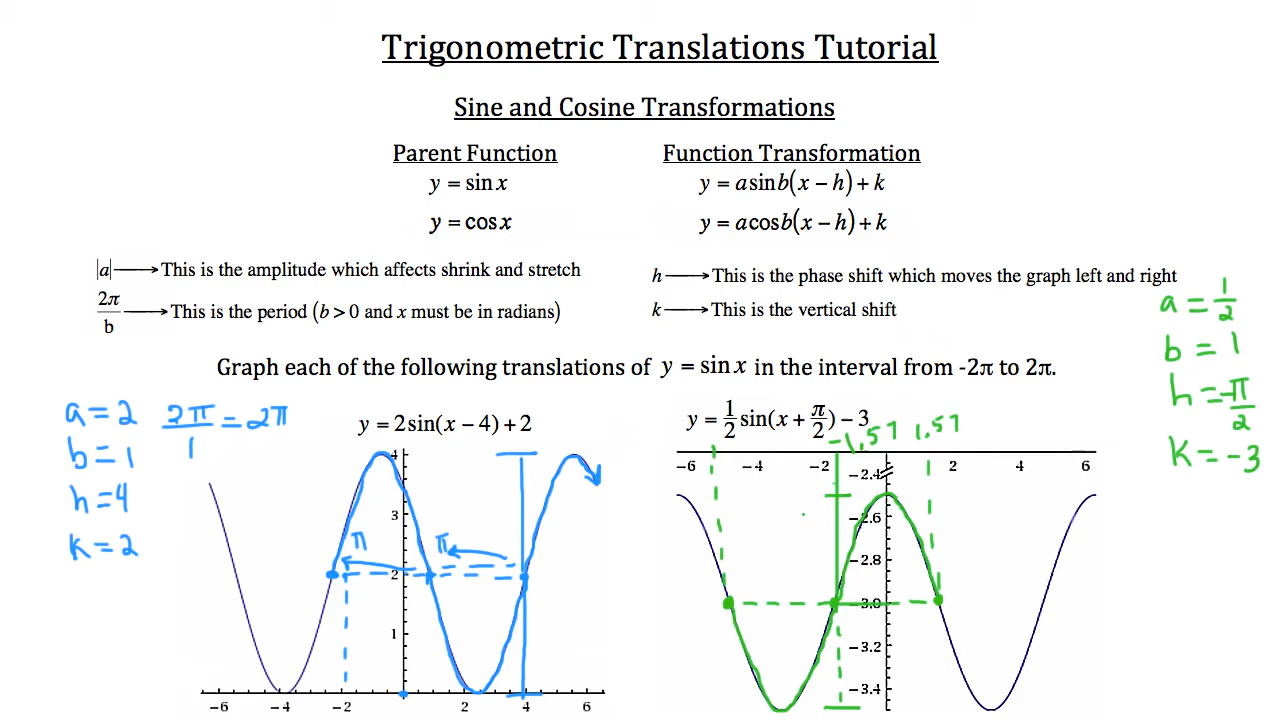 Trigonometric Translations Tutorial
Sine and Cosine Transformations
Parent Function
Function Transformation
y = sin x
y = a sin b(x − h) + k
y = cos x
y = a cos b(x − h) + k
|a| → This is the amplitude which affects shrink and stretch
h → This is the phase shift which moves the graph left and right
2π/b → This is the period (b > 0 and x must be in radians)
k → This is the vertical shift
a = 1/2
b = 1
h = -π/2
k = -3
Graph each of the following translations of y = sin x in the interval from -2π to 2π.
a = 2
2π/1 = 2π
b = 1
h = 4
k = 2
y = 2sin(x − 4) + 2
4
3
2
1
π
π
-6 -4 -2 2 4 6
y = 1/2 sin(x + π/2) − 3
-1.57 1.57
-6 -4 -2 2 4 6
-2.4
-2.6
-2.8
-3.0
-3.2
-3.4